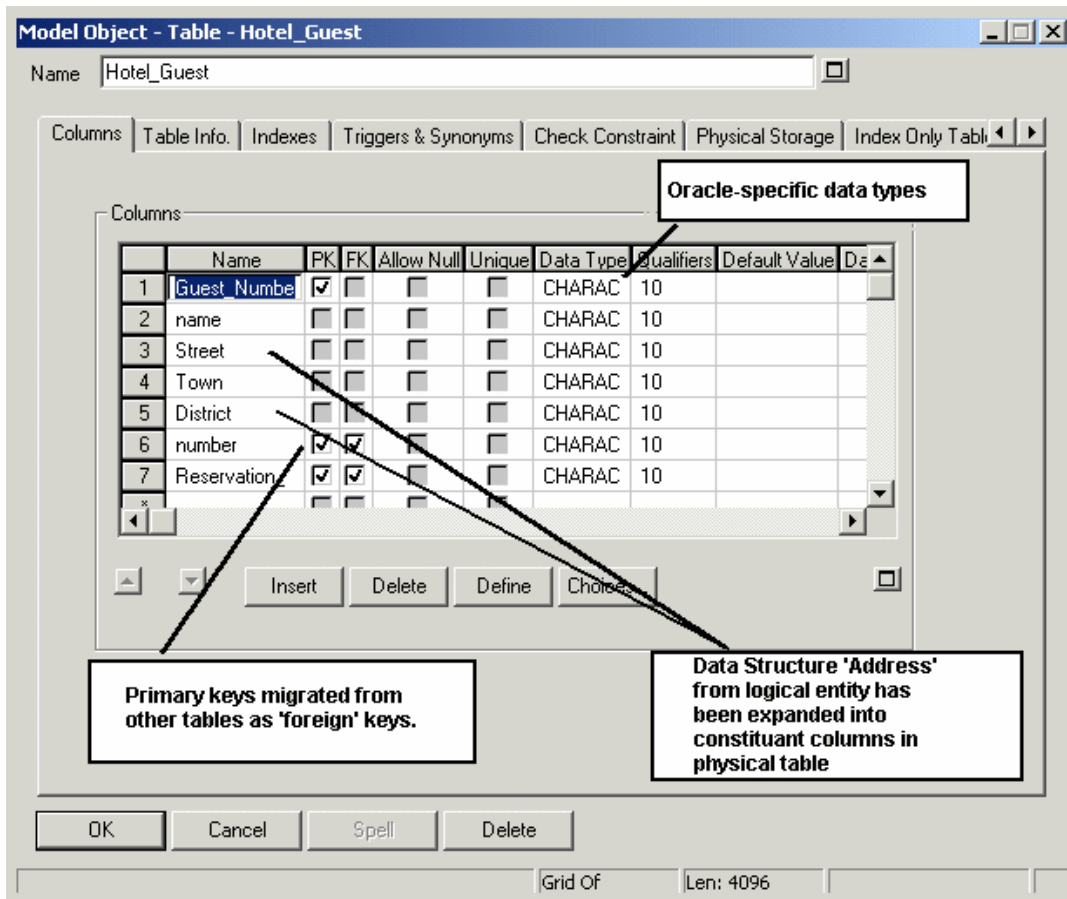 Model Object - Table - Hotel_Guest
Name Hotel_Guest
Columns Table Info. Indexes Triggers & Synonyms Check Constraint Physical Storage Index Only Tabl
Oracle-specific data types
Columns
Name PK FK Allow Null Unique Data Type Qualifiers Default Value Da
1 Guest_Numbe CHARAC 10
2 name CHARAC 10
3 Street CHARAC 10
4 Town CHARAC 10
5 District CHARAC 10
6 number CHARAC 10
7 Reservation_ CHARAC 10
*
Insert Delete Define Choices
Primary keys migrated from
other tables as 'foreign' keys.
Data Structure 'Address'
from logical entity has
been expanded into
constituant columns in
physical table
OK Cancel Spell Delete
Grid Of Len: 4096